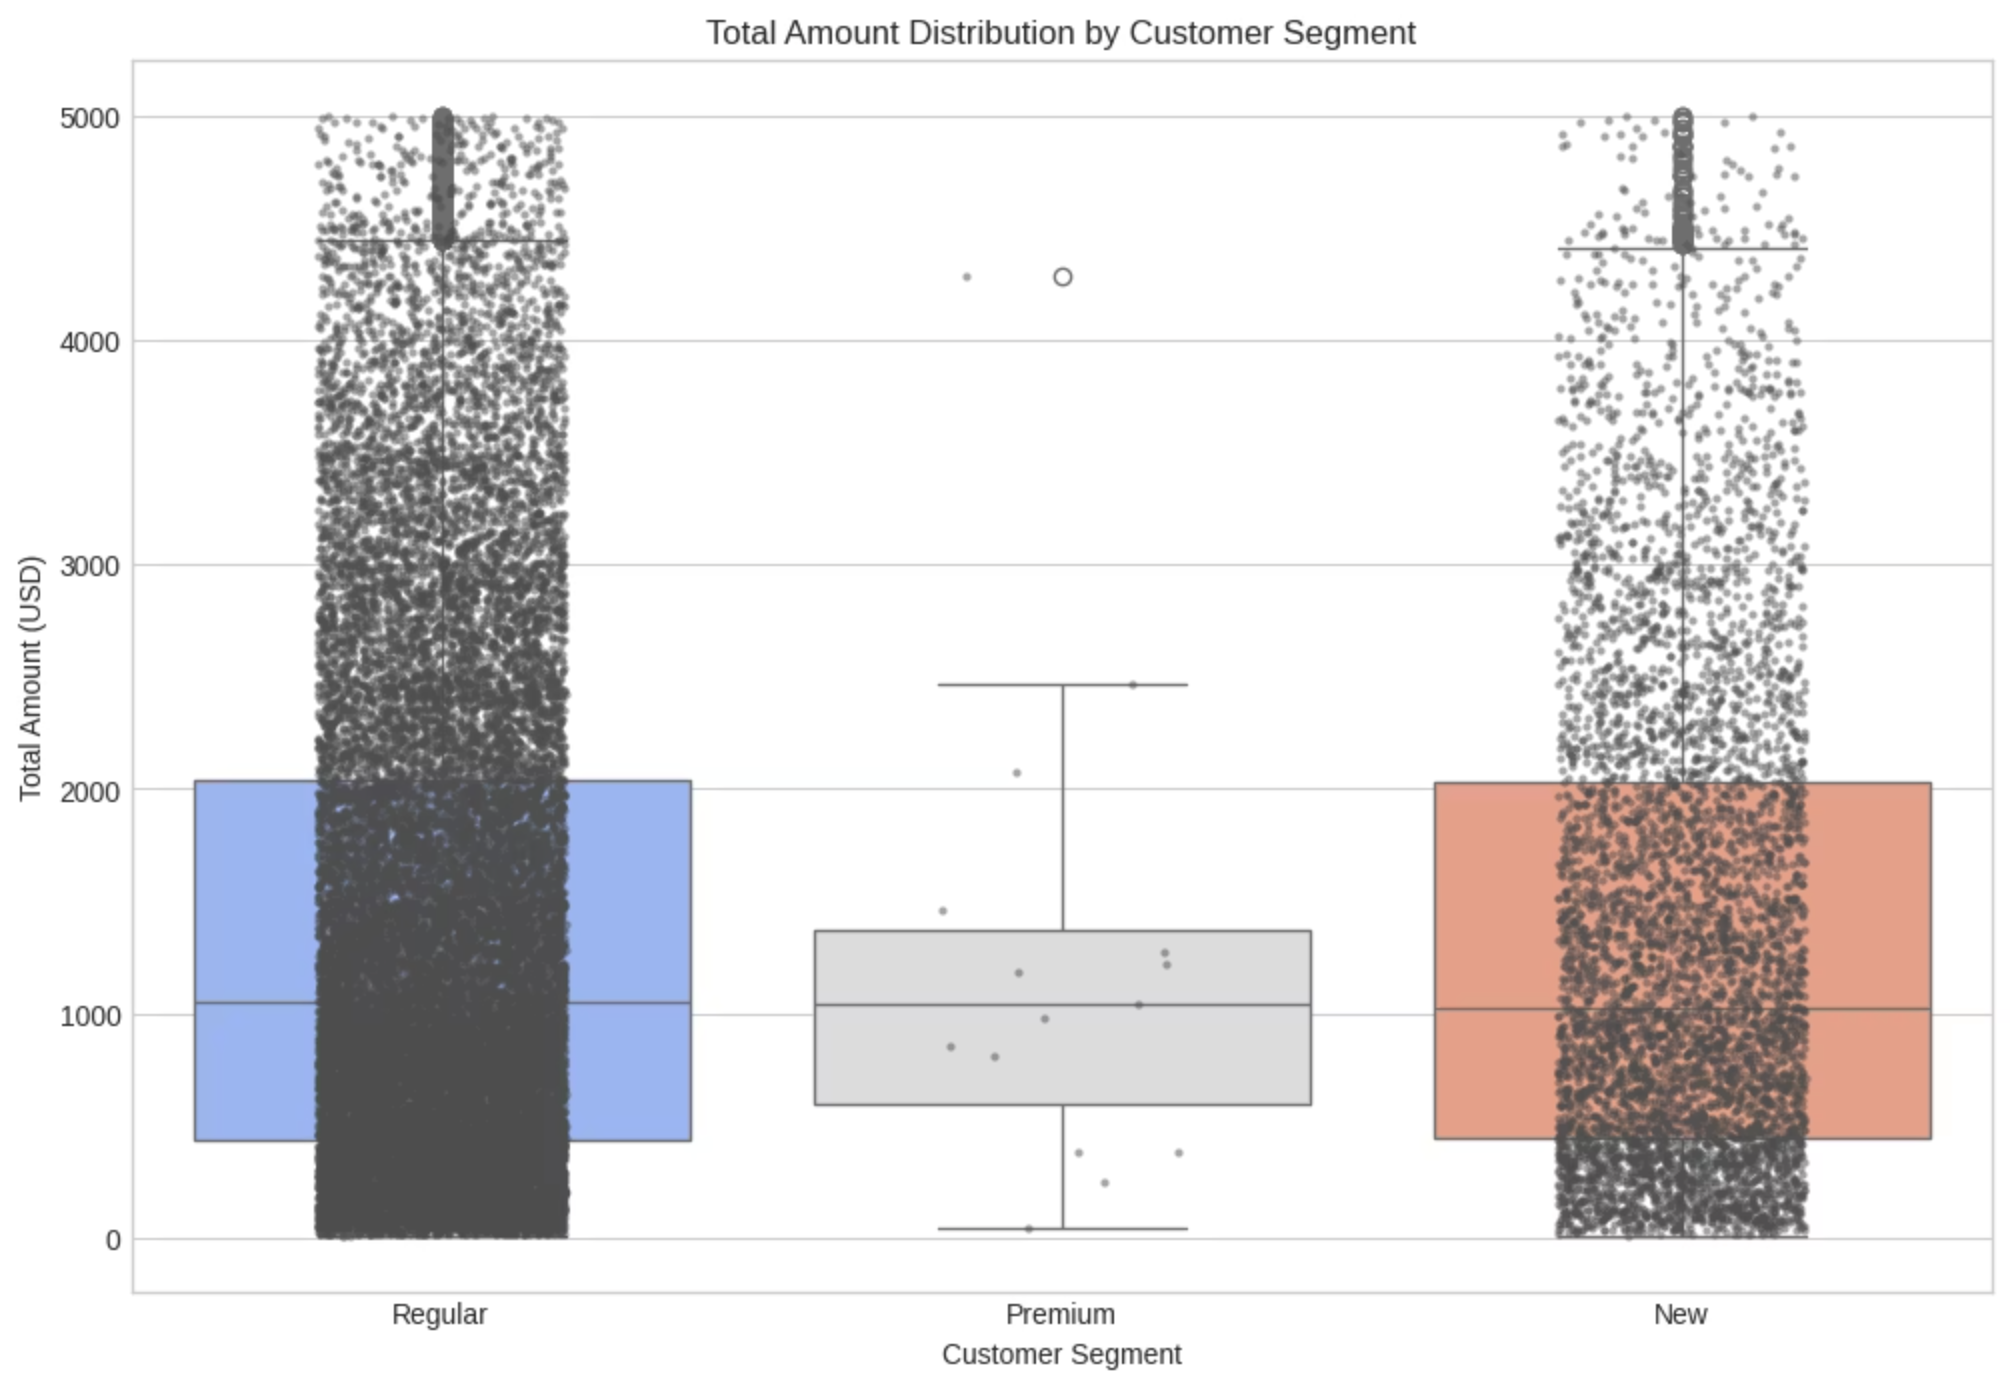 Total Amount Distribution by Customer Segment
5000
4000
3000
2000
1000
0
Total Amount (USD)
Regular
Premium
New
Customer Segment